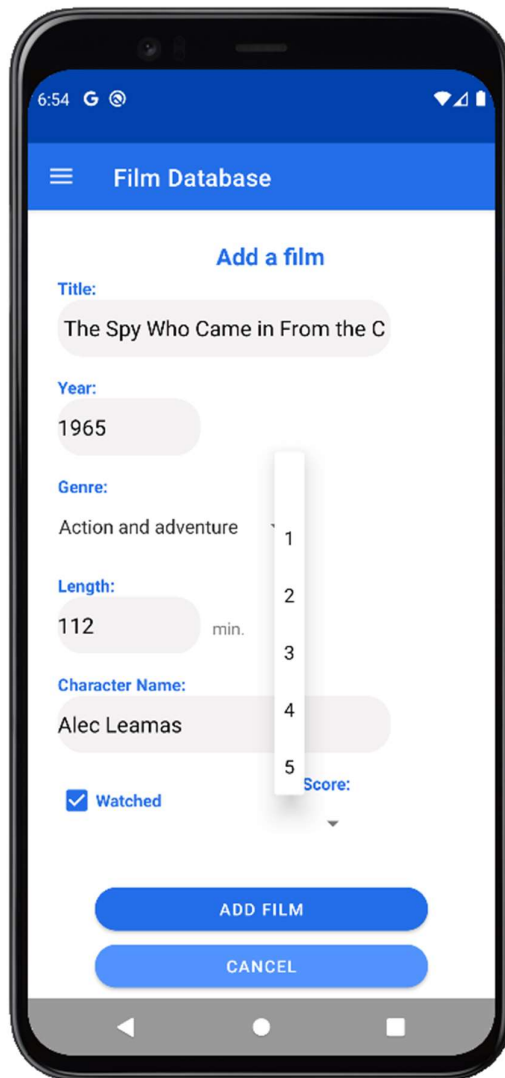 6:54 G
Film Database
Add a film
Title:
The Spy Who Came in From the C
Year:
1965
Genre:
Action and adventure
1
Length:
2
112 min.
3
Character Name:
4
Alec Leamas
5
Score:
Watched
ADD FILM
CANCEL